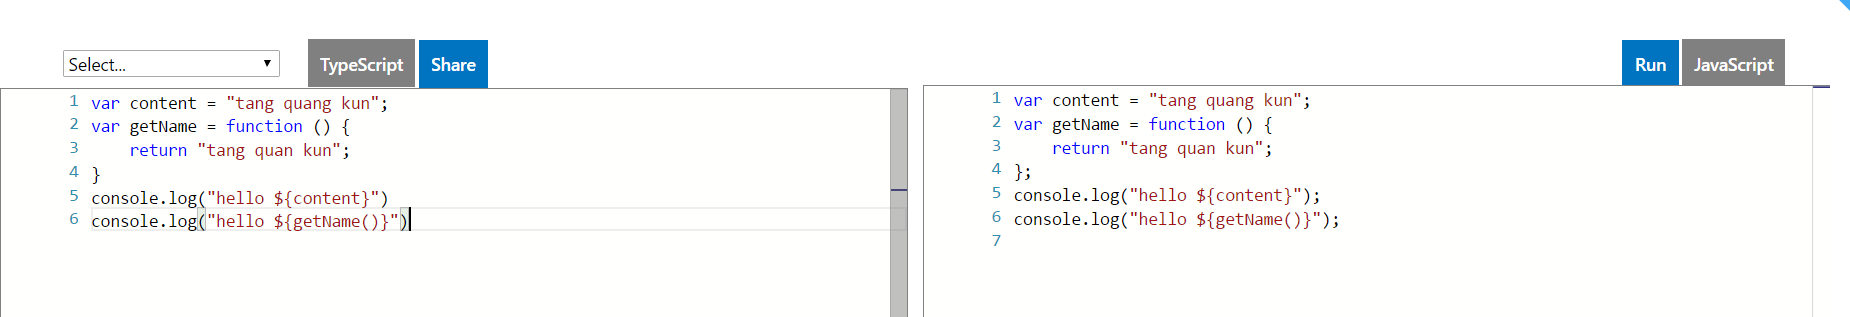 Select... TypeScript Share
1 var content = "tang quang kun";
2 var getName = function () {
3     return "tang quan kun";
4 }
5 console.log("hello ${content}")
6 console.log("hello ${getName()}")
Run JavaScript
1 var content = "tang quang kun";
2 var getName = function () {
3     return "tang quan kun";
4 };
5 console.log("hello ${content}");
6 console.log("hello ${getName()}");
7